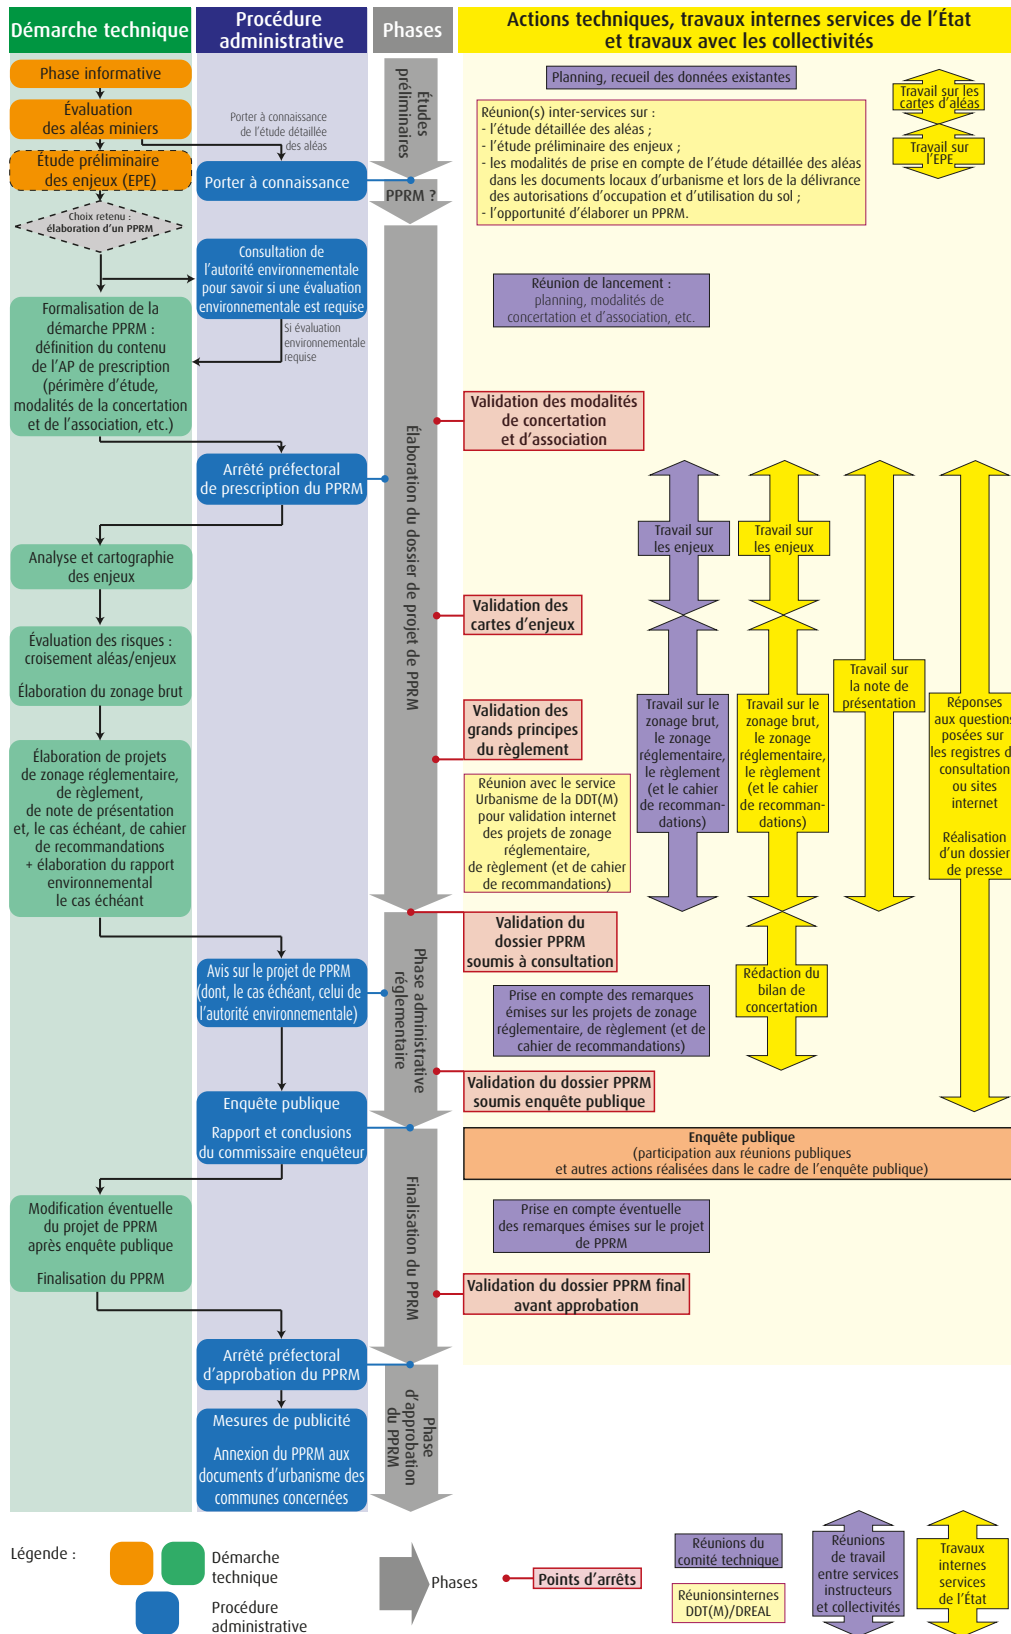 Démarche technique
Procédure
administrative
Phases
Actions techniques, travaux internes services de l'État
et travaux avec les collectivités
Phase informative
Évaluation
des aléas miniers
Étude préliminaire
des enjeux (EPE)
Choix retenu :
élaboration d'un PPRM
Porter à connaissance
de l'étude détaillée
des aléas
Porter à connaissance
Études
préliminaires
PPRM ?
Planning, recueil des données existantes
Réunion(s) inter-services sur :
- l'étude détaillée des aléas ;
- l'étude préliminaire des enjeux ;
- les modalités de prise en compte de l'étude détaillée des aléas
dans les documents locaux d'urbanisme et lors de la délivrance
des autorisations d'occupation et d'utilisation du sol ;
- l'opportunité d'élaborer un PPRM.
Travail sur les
cartes d'aléas
Travail sur
l'EPE
Consultation de
l'autorité environnementale
pour savoir si une évaluation
environnementale est requise
Si évaluation
environnementale
requise
Formalisation de la
démarche PPRM :
définition du contenu
de l'AP de prescription
(périmère d'étude,
modalités de la concertation
et de l'association, etc.)
Réunion de lancement :
planning, modalités de
concertation et d'association, etc.
Validation des modalités
de concertation
et d'association
Arrêté préfectoral
de prescription du PPRM
Élaboration du dossier de projet de PPRM
Analyse et cartographie
des enjeux
Évaluation des risques :
croisement aléas/enjeux
Élaboration du zonage brut
Élaboration de projets
de zonage réglementaire,
de règlement,
de note de présentation
et, le cas échéant, de cahier
de recommandations
+ élaboration du rapport
environnemental
le cas échéant
Validation des
cartes d'enjeux
Validation des
grands principes
du règlement
Réunion avec le service
Urbanisme de la DDT(M)
pour validation internet
des projets de zonage
réglementaire,
de règlement (et de cahier
de recommandations)
Travail sur
les enjeux
Travail sur
les enjeux
Travail sur le
zonage brut,
le zonage
réglementaire,
le règlement
(et le cahier
de recomman-
dations)
Travail sur le
zonage brut,
le zonage
réglementaire,
le règlement
(et le cahier
de recomman-
dations)
Travail sur
la note de
présentation
Réponses
aux questions
posées sur
les registres d
consultation
ou sites
internet
Réalisation
d'un dossier
de presse
Validation du
dossier PPRM
soumis à consultation
Avis sur le projet de PPRM
(dont, le cas échéant, celui de
l'autorité environnementale)
Phase administrative
réglementaire
Prise en compte des remarques
émises sur les projets de zonage
réglementaire, de règlement (et de
cahier de recommandations)
Rédaction du
bilan de
concertation
Validation du dossier PPRM
soumis enquête publique
Enquête publique
Rapport et conclusions
du commissaire enquêteur
Enquête publique
(participation aux réunions publiques
et autres actions réalisées dans le cadre de l'enquête publique)
Modification éventuelle
du projet de PPRM
après enquête publique
Finalisation du PPRM
Finalisation du PPRM
Prise en compte éventuelle
des remarques émises sur le projet
de PPRM
Validation du dossier PPRM final
avant approbation
Arrêté préfectoral
d'approbation du PPRM
Mesures de publicité
Annexion du PPRM aux
documents d'urbanisme des
communes concernées
Phase
d'approbation
du PPRM
Légende :
Démarche
technique
Procédure
administrative
Phases
Points d'arrêts
Réunions du
comité technique
Réunionsinternes
DDT(M)/DREAL
Réunions
de travail
entre services
instructeurs
et collectivités
Travaux
internes
services
de l'État